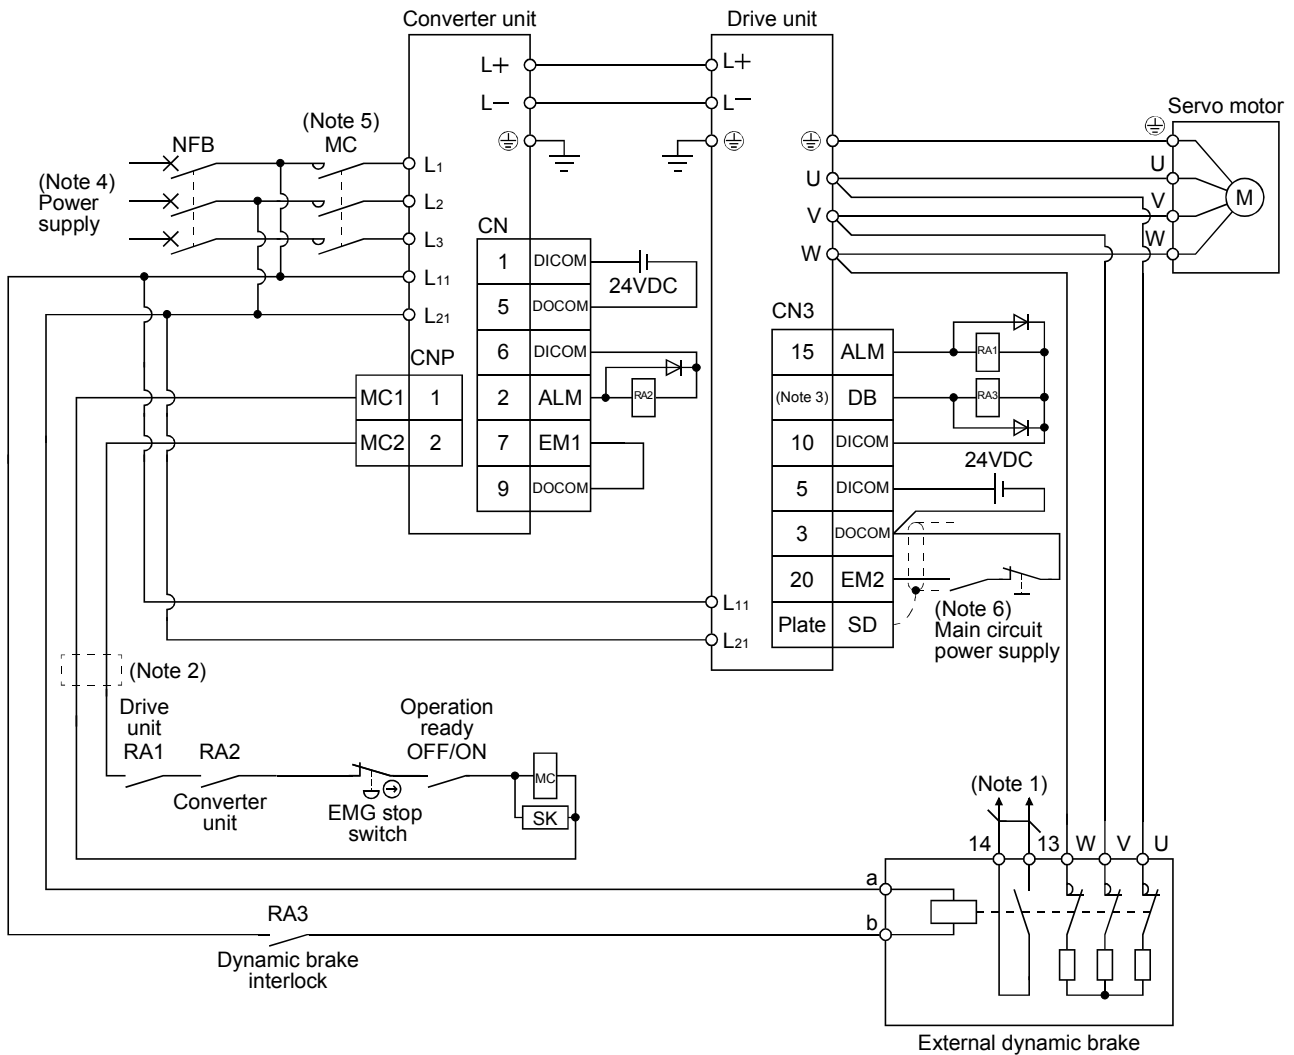 Converter unit
Drive unit
L+
L+
L−
L−
Servo motor
(Note 5)
NFB
MC
(Note 4)
Power
supply
L1
L2
L3
L11
L21
U
V
W
U
V
W
M
CN
1 DICOM
24VDC
5 DOCOM
6 DICOM
2 ALM
RA2
7 EM1
9 DOCOM
CNP
MC1 1
MC2 2
CN3
15 ALM
RA1
(Note 3) DB
RA3
10 DICOM
24VDC
5 DICOM
3 DOCOM
20 EM2
Plate SD
(Note 6)
Main circuit
power supply
L11
L21
(Note 2)
Drive
unit
RA1
RA2
Converter
unit
EMG stop
switch
Operation
ready
OFF/ON
MC
SK
(Note 1)
14
13
W
V
U
a
b
RA3
Dynamic brake
interlock
External dynamic brake